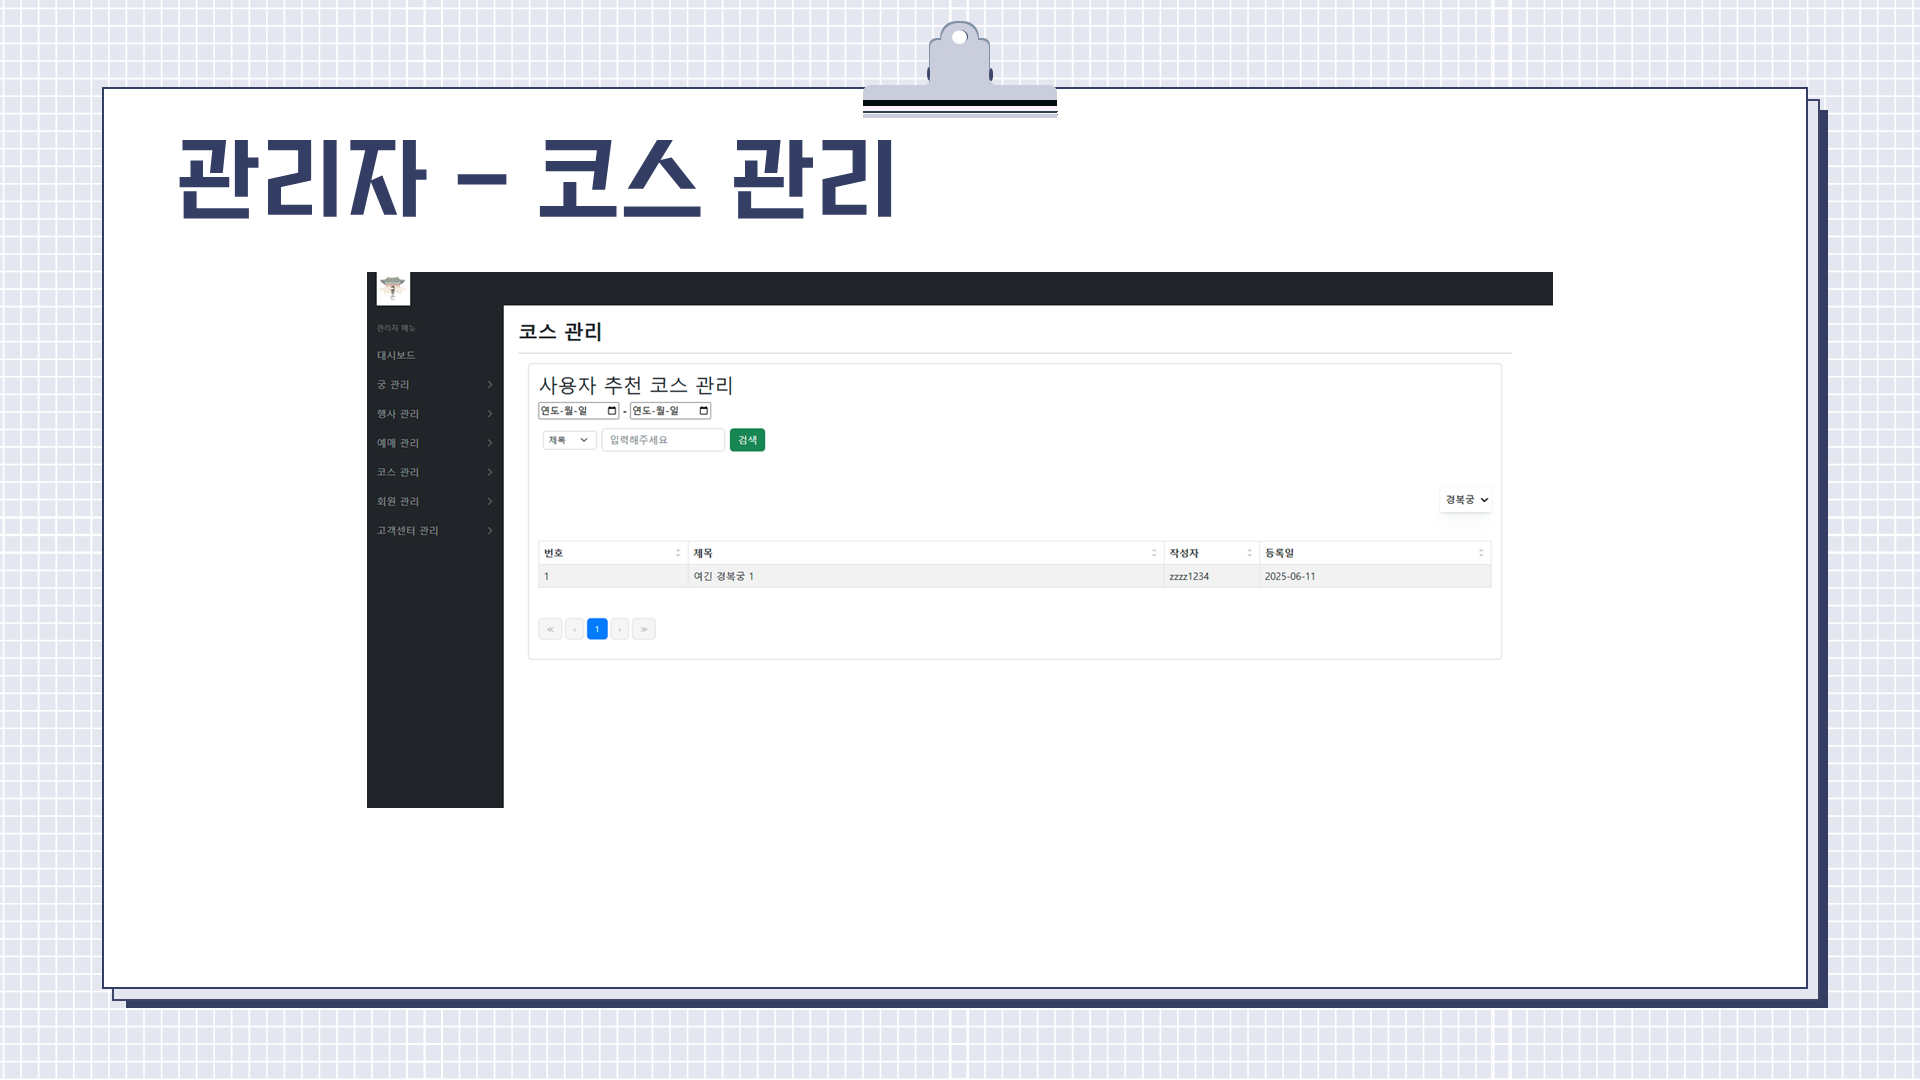 관리자 - 코스 관리
관리자 메뉴
대시보드
궁 관리
행사 관리
예매 관리
코스 관리
회원 관리
고객센터 관리
코스 관리
사용자 추천 코스 관리
연도-월-일 - 연도-월-일
제목 입력해주세요 검색
경복궁
번호 제목 작성자 등록일
1 여긴 경복궁 1 zzzz1234 2025-06-11
« ‹ 1 › »